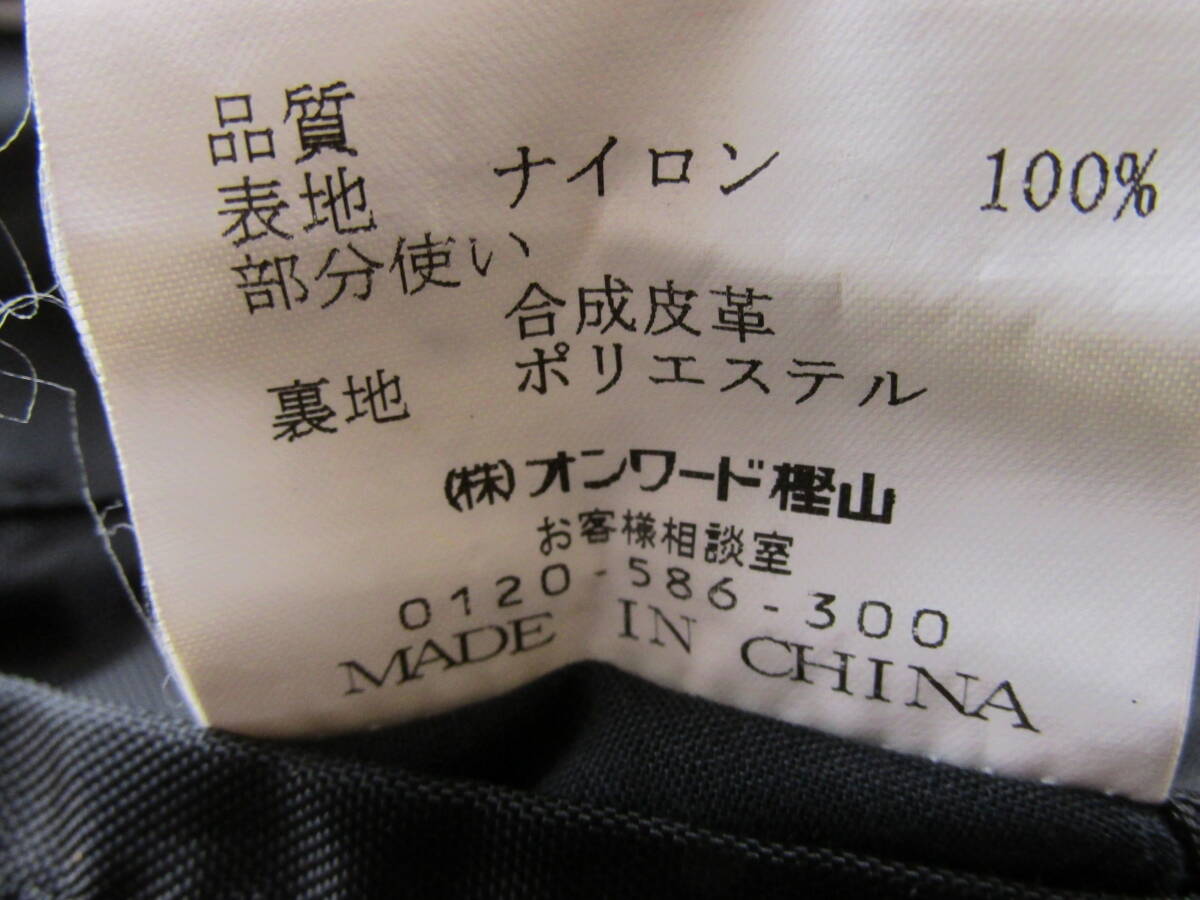 品質
表地 ナイロン 100%
部分使い
合成皮革
裏地 ポリエステル
(株)オンワード樫山
お客様相談室
0120-586-300
MADE IN CHINA